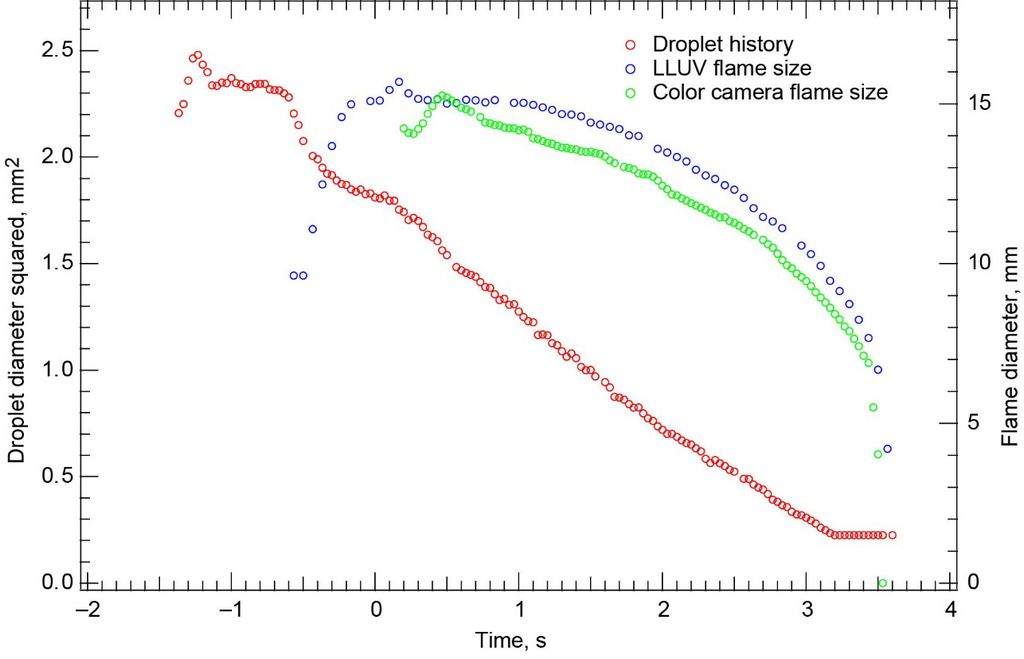 Droplet history
LLUV flame size
Color camera flame size
2.5
2.0
1.5
1.0
0.5
0.0
Droplet diameter squared, mm2
15
10
5
0
Flame diameter, mm
–2
–1
0
1
2
3
4
Time, s